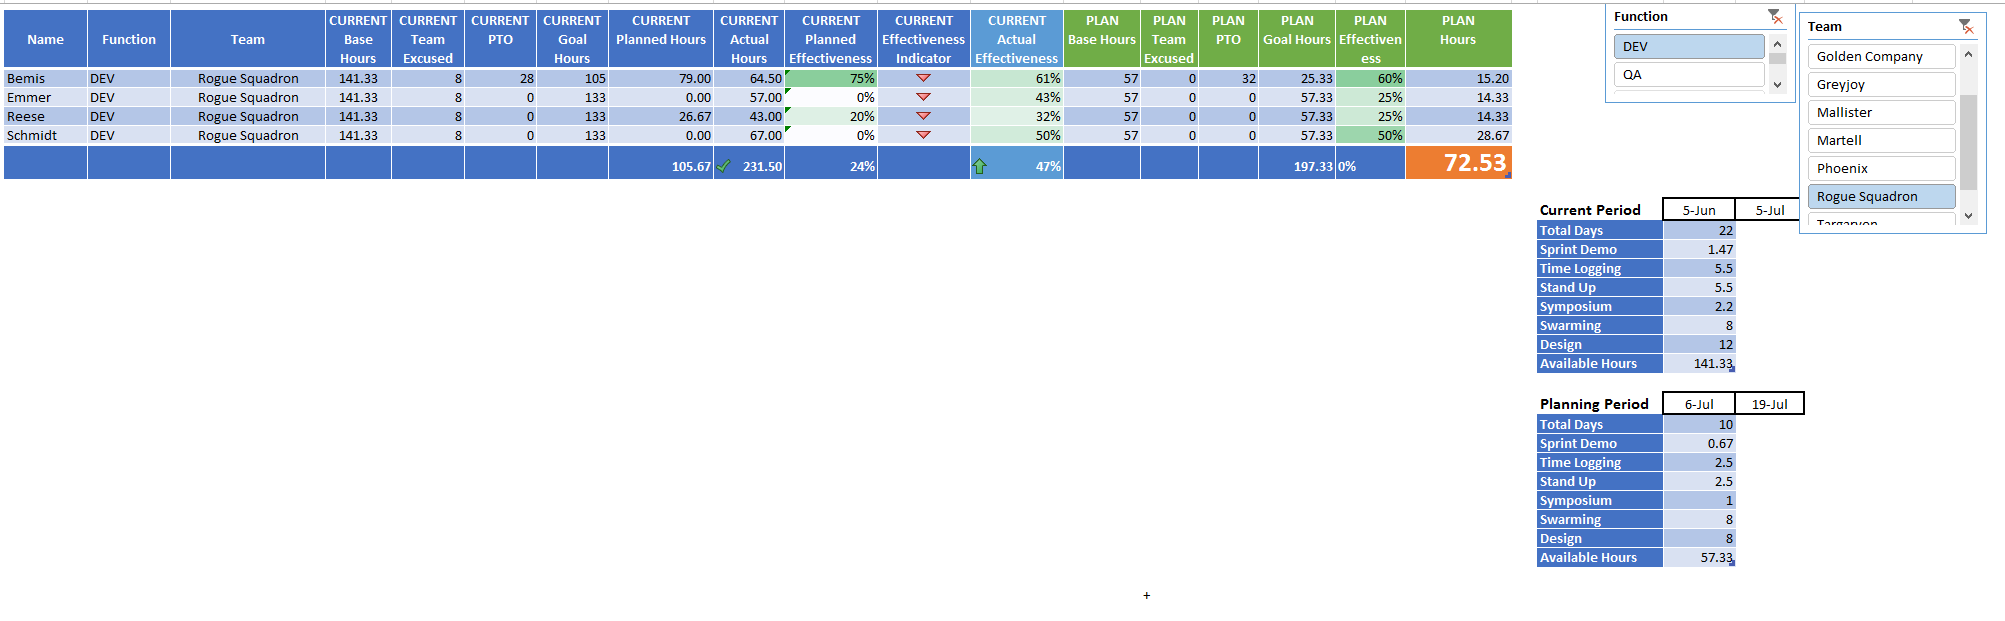 Name Function Team CURRENT Base Hours CURRENT Team Excused CURRENT PTO CURRENT Goal Hours CURRENT Planned Hours CURRENT Actual Hours CURRENT Planned Effectiveness CURRENT Effectiveness Indicator CURRENT Actual Effectiveness PLAN Base Hours PLAN Team Excused PLAN PTO PLAN Goal Hours PLAN Effectiven ess PLAN Hours
Bemis DEV Rogue Squadron 141.33 8 28 105 79.00 64.50 75% 61% 57 0 32 25.33 60% 15.20
Emmer DEV Rogue Squadron 141.33 8 0 133 0.00 57.00 0% 43% 57 0 0 57.33 25% 14.33
Reese DEV Rogue Squadron 141.33 8 0 133 26.67 43.00 20% 32% 57 0 0 57.33 25% 14.33
Schmidt DEV Rogue Squadron 141.33 8 0 133 0.00 67.00 0% 50% 57 0 0 57.33 50% 28.67
105.67 231.50 24% 47% 197.33 0% 72.53
Function
DEV
QA
Team
Golden Company
Greyjoy
Mallister
Martell
Phoenix
Rogue Squadron
Targaryen
Current Period 5-Jun 5-Jul
Total Days 22
Sprint Demo 1.47
Time Logging 5.5
Stand Up 5.5
Symposium 2.2
Swarming 8
Design 12
Available Hours 141.33
Planning Period 6-Jul 19-Jul
Total Days 10
Sprint Demo 0.67
Time Logging 2.5
Stand Up 2.5
Symposium 1
Swarming 8
Design 8
Available Hours 57.33